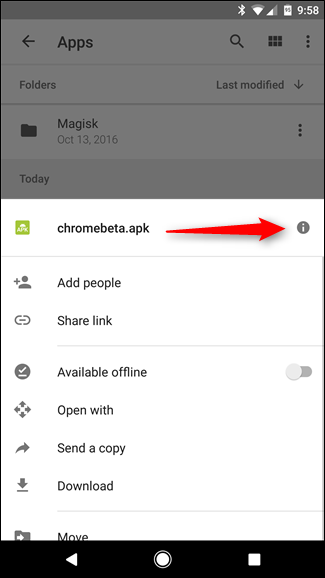 9:58
Apps
Folders Last modified
Magisk
Oct 13, 2016
Today
APK
chromebeta.apk
Add people
Share link
Available offline
Open with
Send a copy
Download
Move